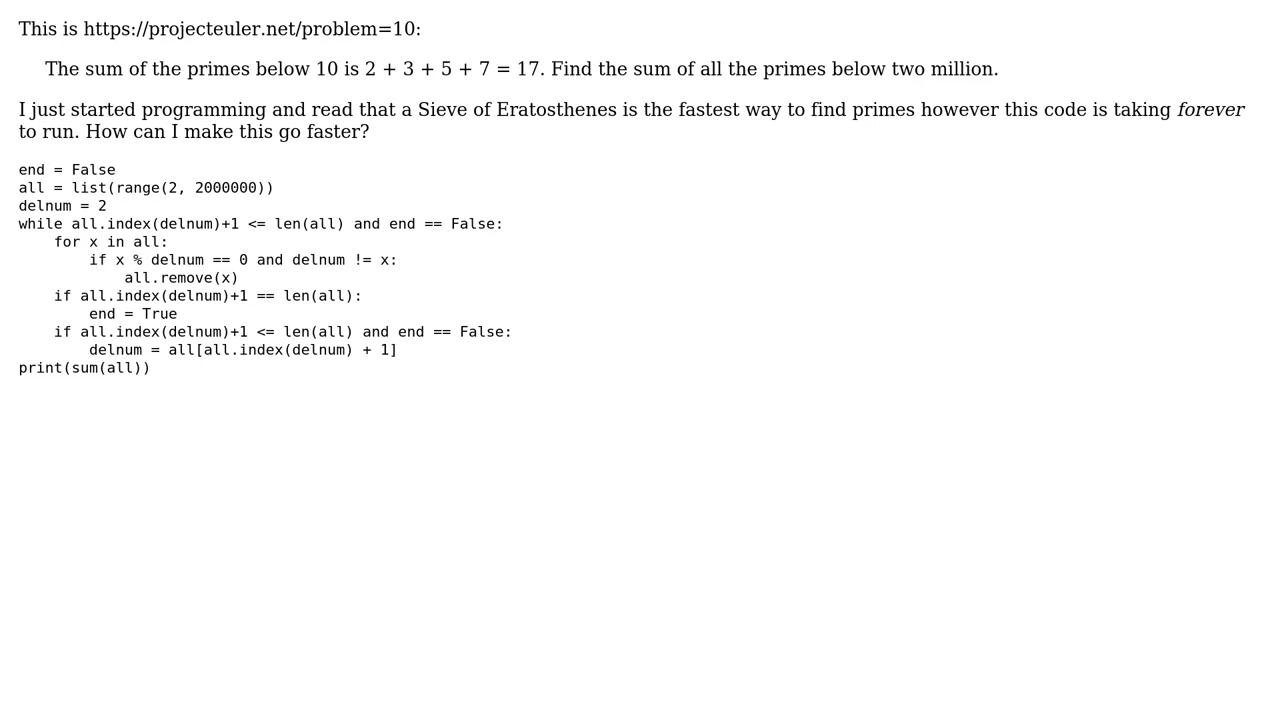 This is https://projecteuler.net/problem=10:
The sum of the primes below 10 is 2 + 3 + 5 + 7 = 17. Find the sum of all the primes below two million.
I just started programming and read that a Sieve of Eratosthenes is the fastest way to find primes however this code is taking forever
to run. How can I make this go faster?
end = False
all = list(range(2, 2000000))
delnum = 2
while all.index(delnum)+1 <= len(all) and end == False:
    for x in all:
        if x % delnum == 0 and delnum != x:
            all.remove(x)
    if all.index(delnum)+1 == len(all):
        end = True
    if all.index(delnum)+1 <= len(all) and end == False:
        delnum = all[all.index(delnum) + 1]
print(sum(all))